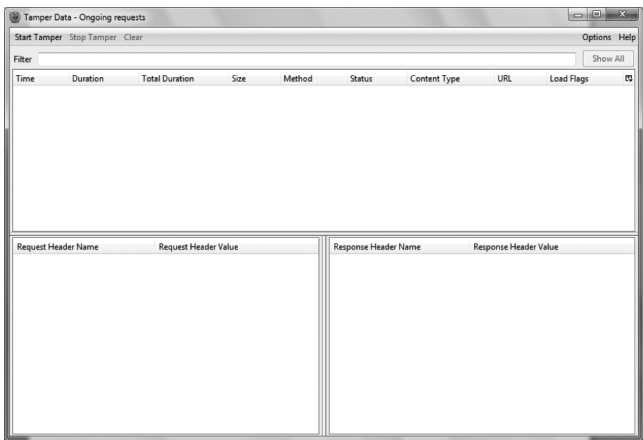 Tamper Data - Ongoing requests
Start Tamper Stop Tamper Clear Options Help
Filter Show All
Time Duration Total Duration Size Method Status Content Type URL Load Flags
Request Header Name Request Header Value Response Header Name Response Header Value